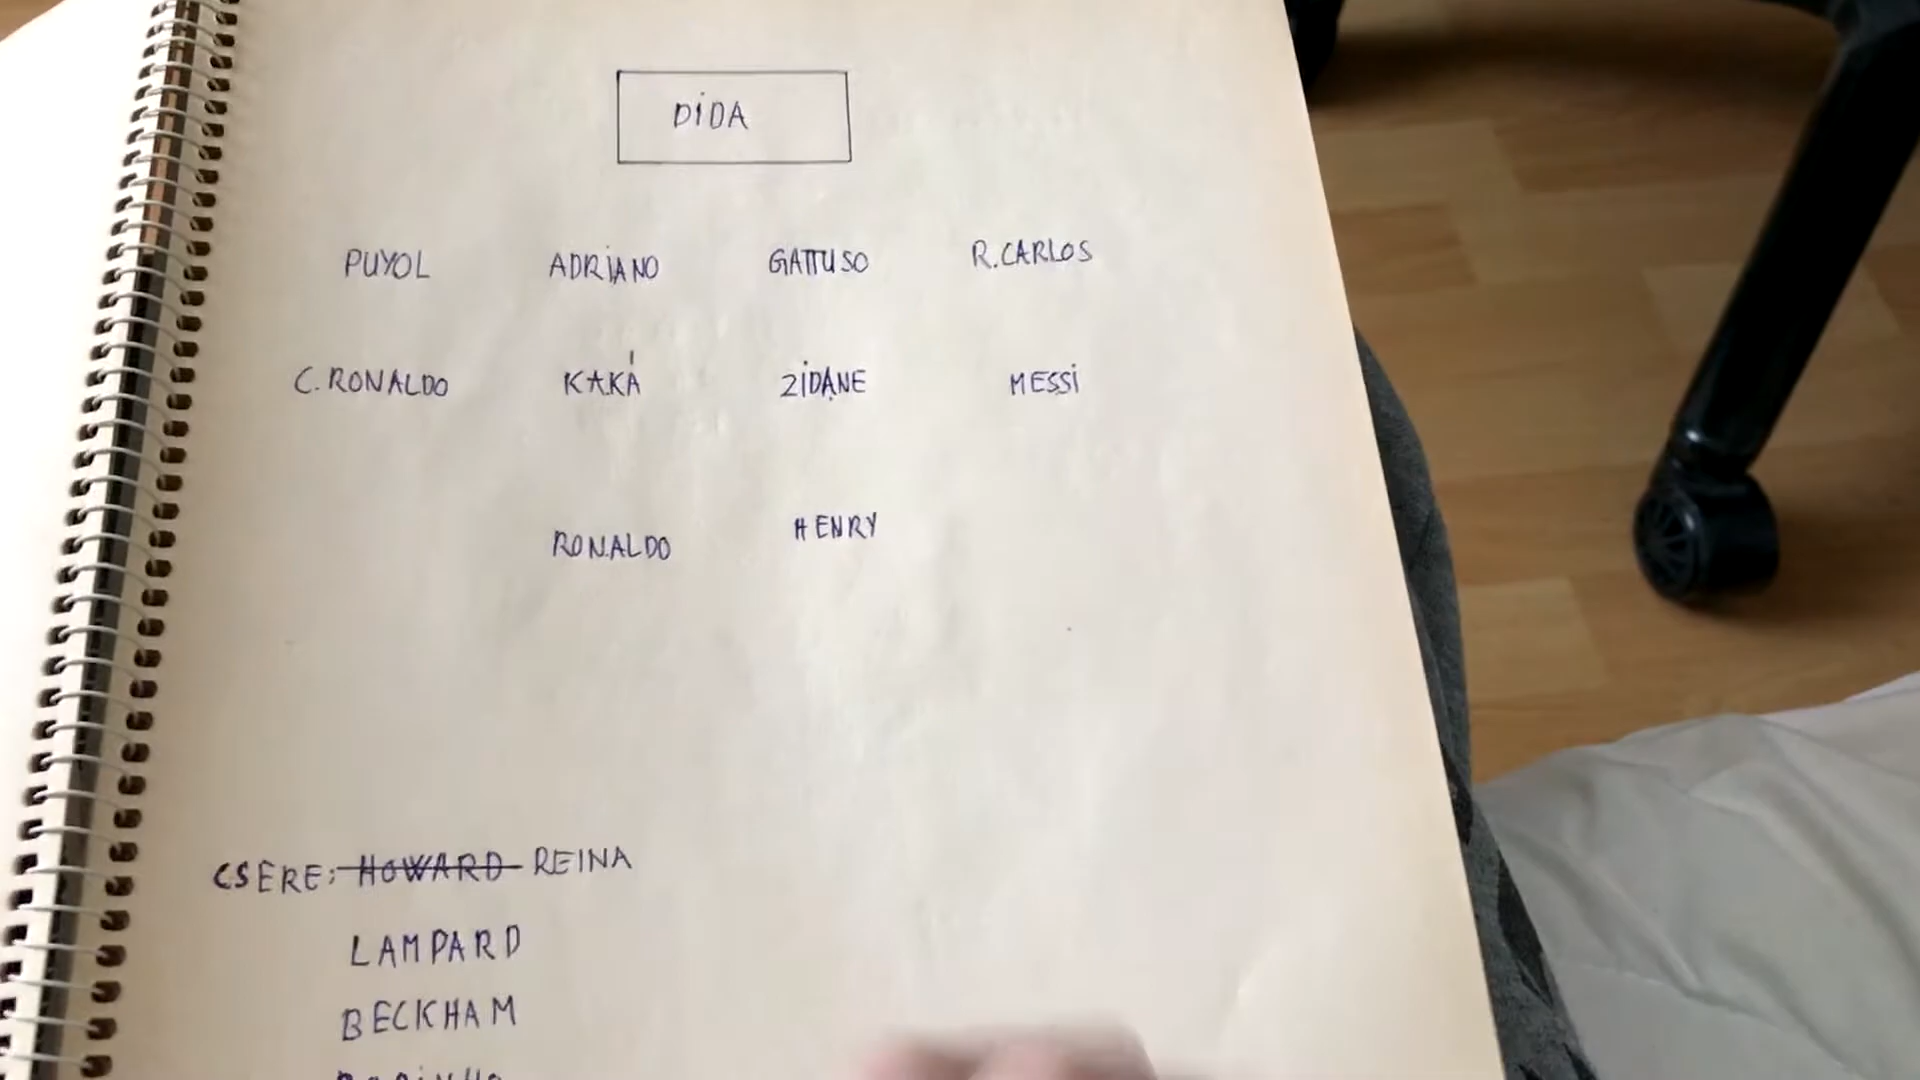 DIDA
PUYOL ADRIANO GATTUSO R.CARLOS
C.RONALDO KAKÁ ZIDANE MESSI
RONALDO HENRY
CSERE: HOWARD REINA
LAMPARD
BECKHAM